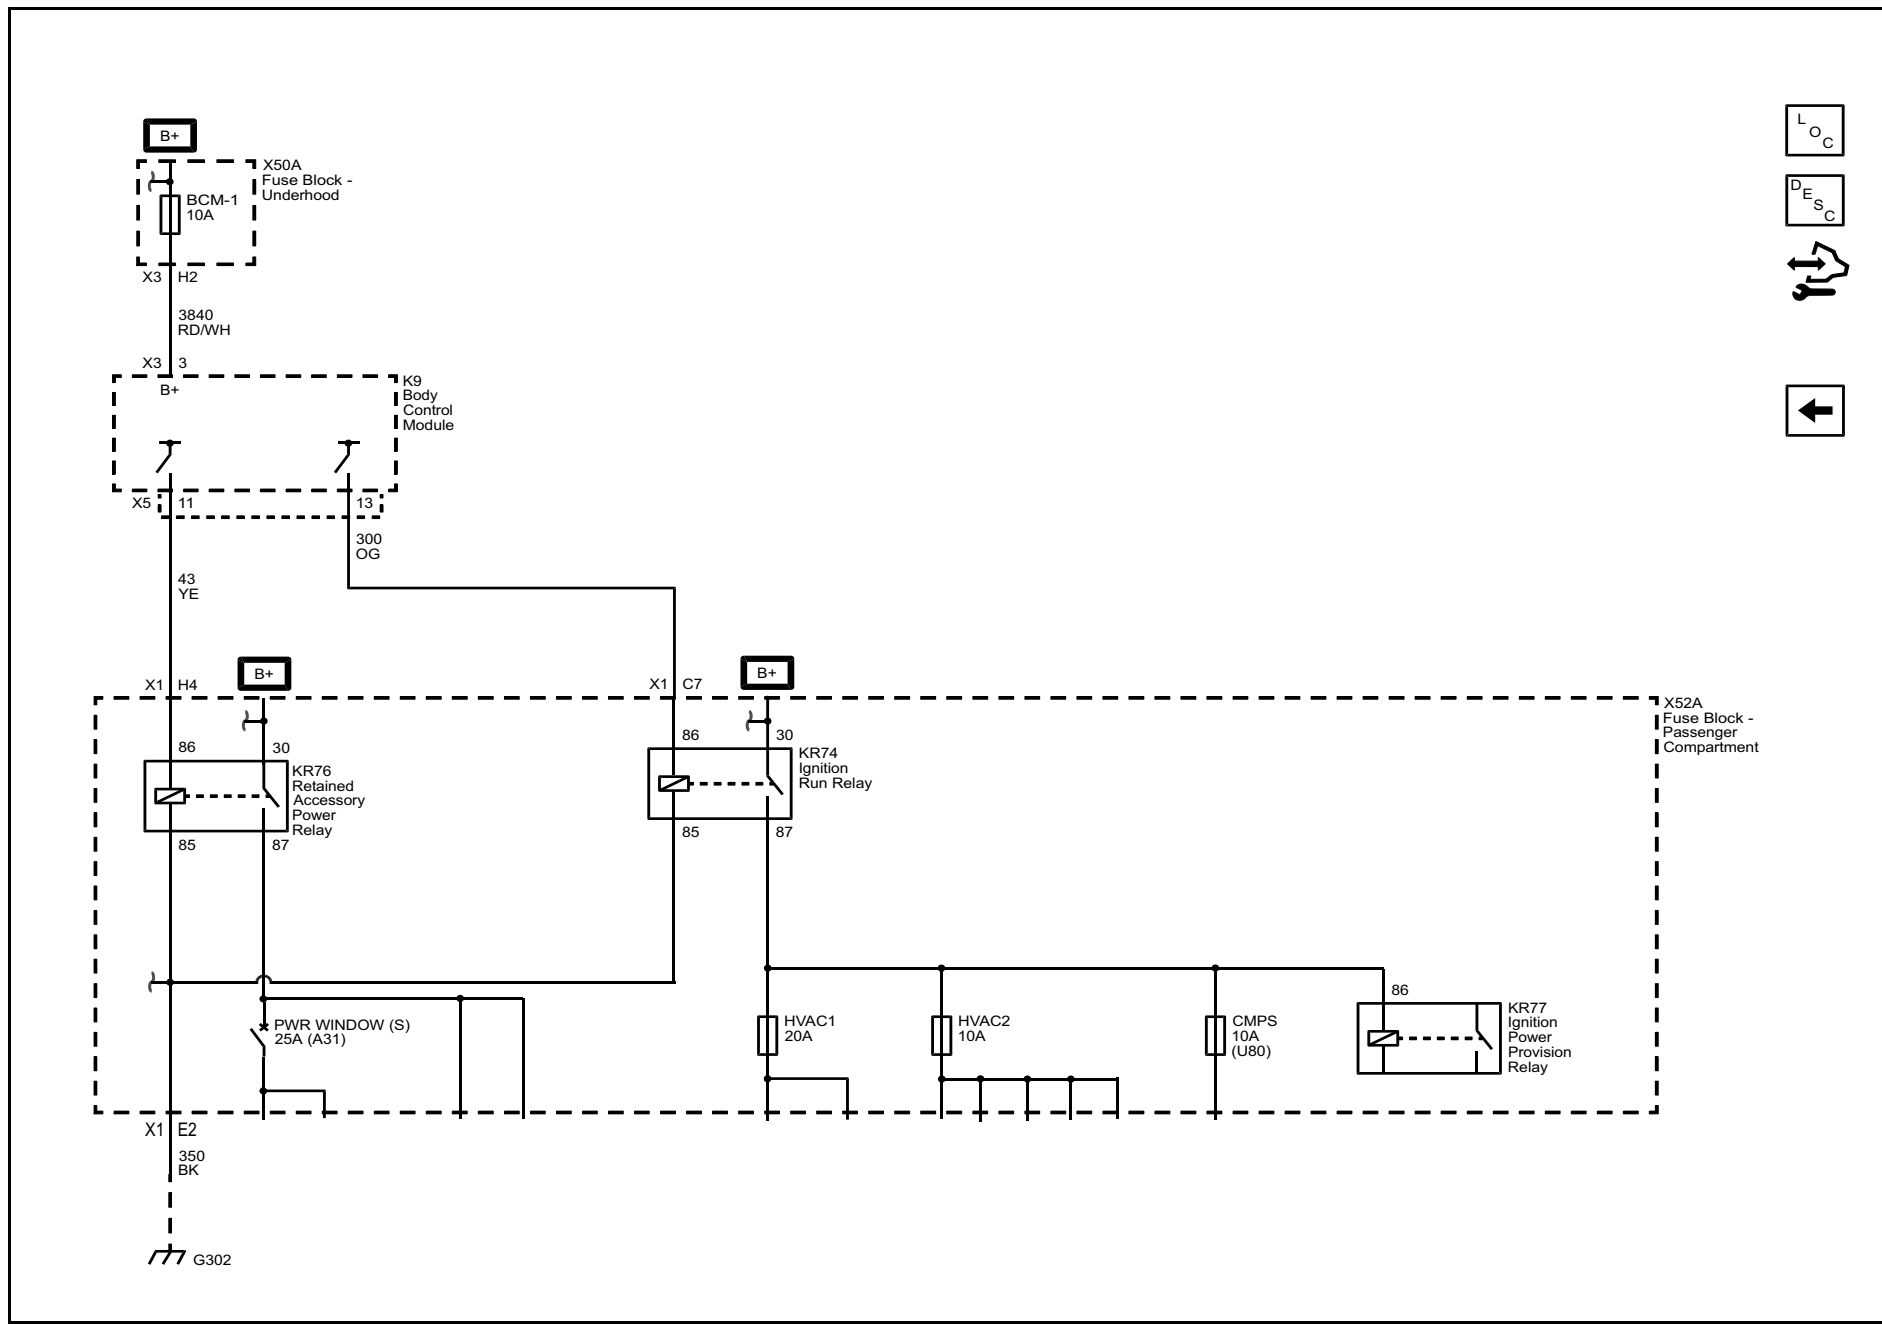 B+
X50A
Fuse Block -
Underhood
BCM-1
10A
X3 H2
3840
RD/WH
X3 3
B+
K9
Body
Control
Module
X5 11 13
300
OG
43
YE
B+
B+
X1 H4
X1 C7
X52A
Fuse Block -
Passenger
Compartment
86 30
KR76
Retained
Accessory
Power
Relay
85 87
86 30
KR74
Ignition
Run Relay
85 87
PWR WINDOW (S)
25A (A31)
HVAC1
20A
HVAC2
10A
CMPS
10A
(U80)
86
KR77
Ignition
Power
Provision
Relay
X1 E2
350
BK
G302
LOC
DESC